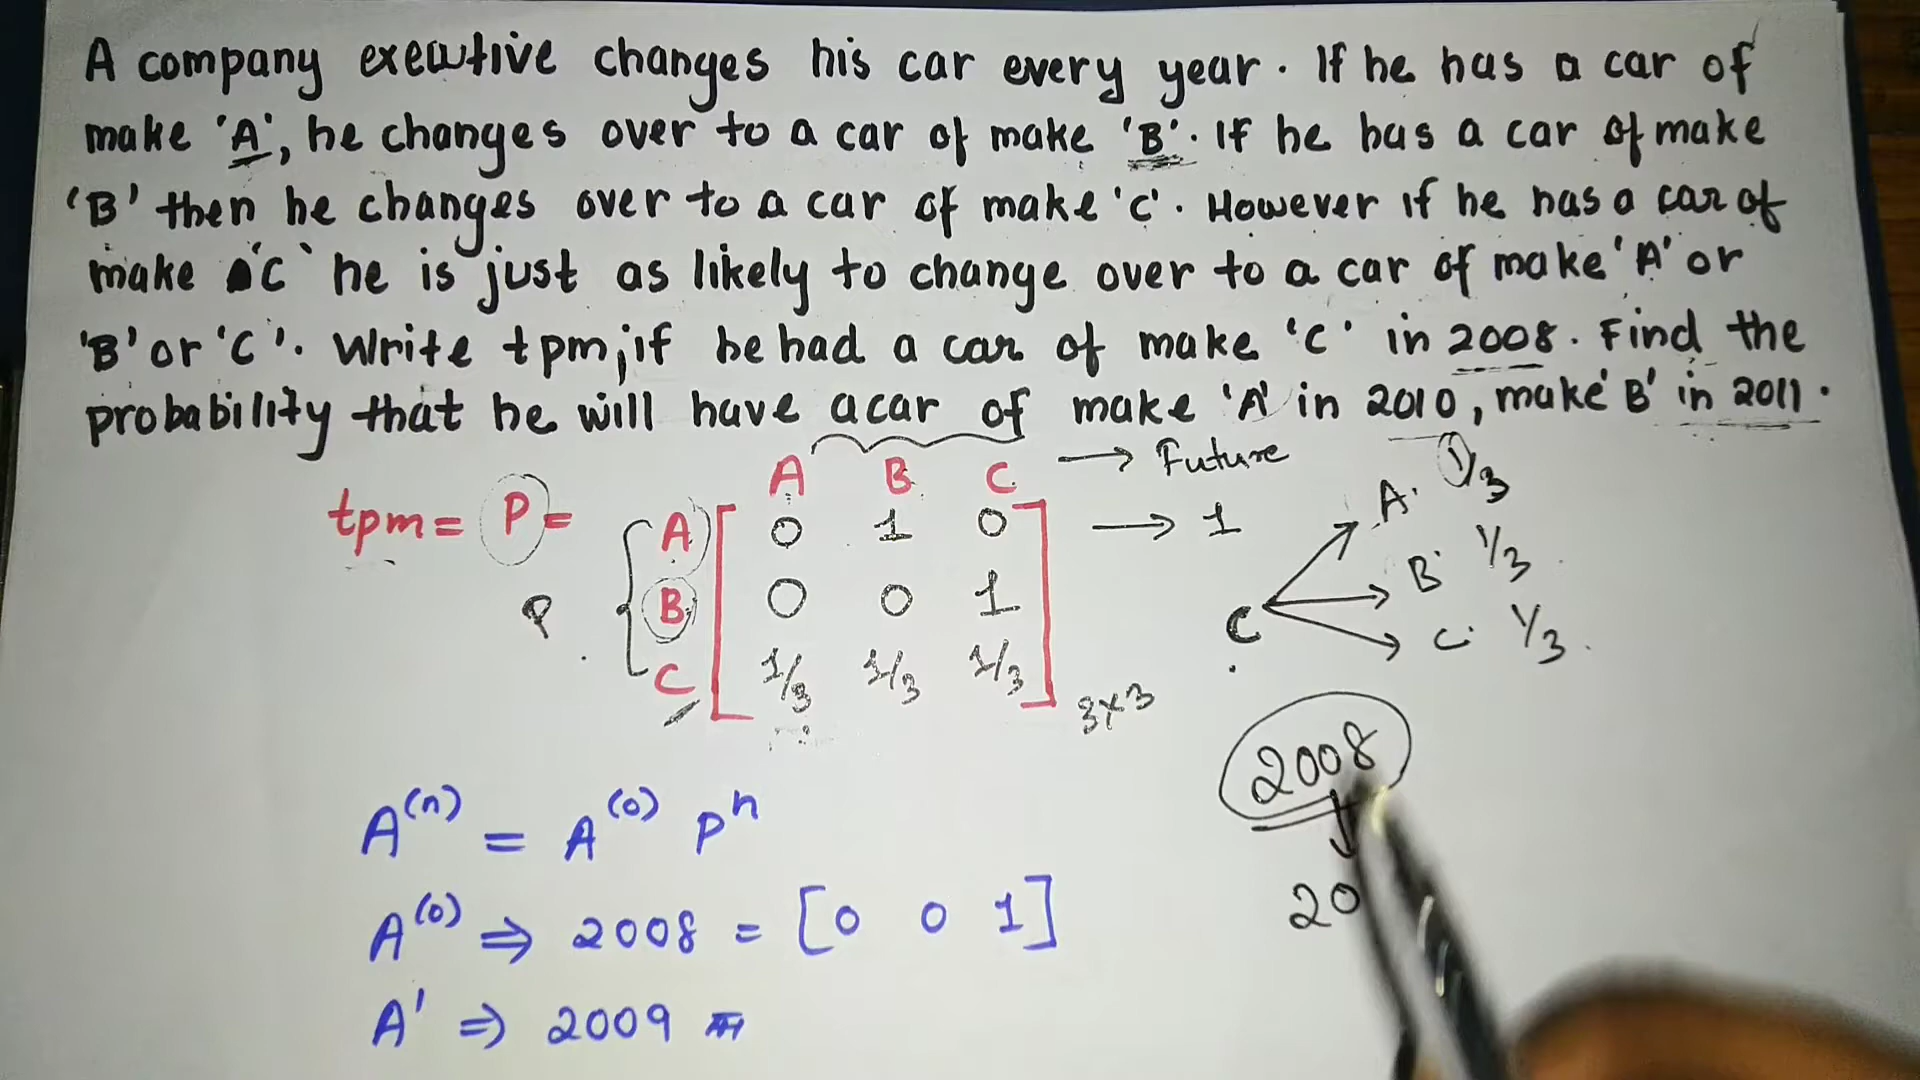 A company executive changes his car every year. If he has a car of
make 'A', he changes over to a car of make 'B'. If he has a car of make
'B' then he changes over to a car of make 'C'. However if he has a car of
make 'C' he is just as likely to change over to a car of make 'A' or
'B' or 'C'. Write tpm, if he had a car of make 'C' in 2008. Find the
probability that he will have a car of make 'A' in 2010, make 'B' in 2011.
A B C → Future
tpm = P =
A 0 1 0 → 1
B 0 0 1
C 1/3 1/3 1/3
3×3
P
C
A. 1/3
B 1/3
C 1/3
2008
20
A(n) = A(0) Pn
A(0) ⇒ 2008 = [0 0 1]
A' ⇒ 2009 =